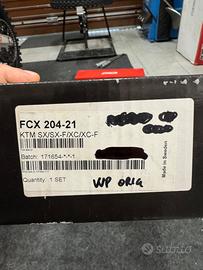 FCX 204-21
KTM SX/SX-F/XC/XC-F
Batch: 171654-*-*-1
Made in Sweden
Quantity: 1 SET
WP ORIG
subito